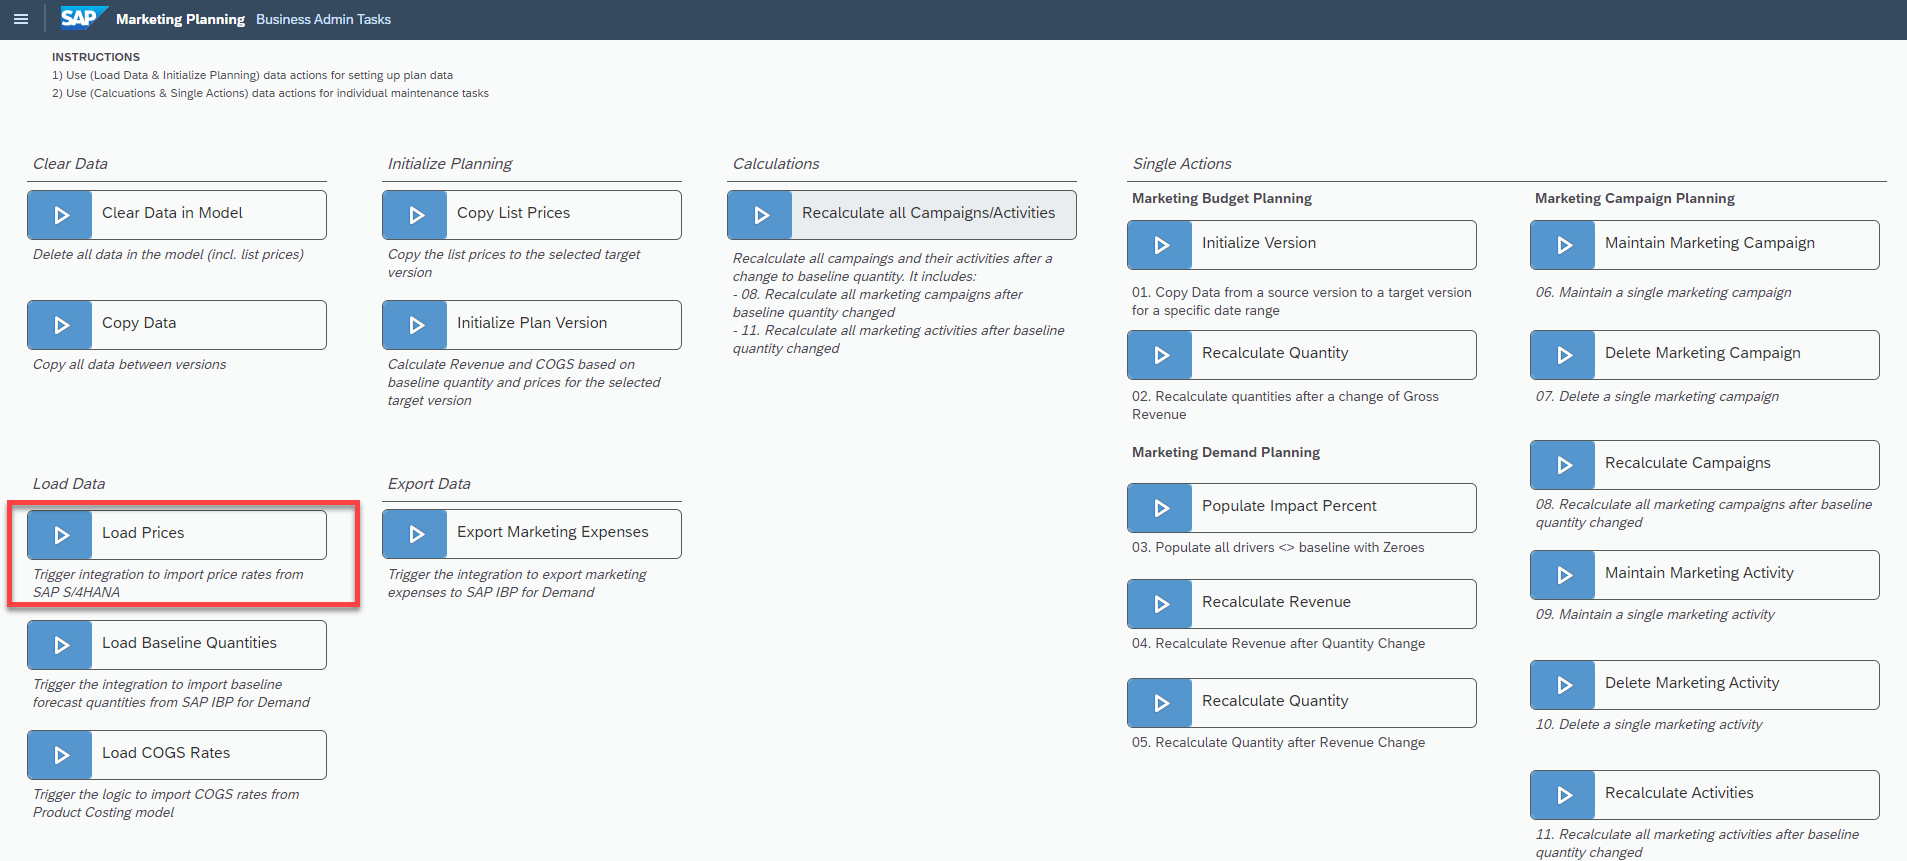 SAP Marketing Planning Business Admin Tasks
INSTRUCTIONS
1) Use (Load Data & Initialize Planning) data actions for setting up plan data
2) Use (Calcuations & Single Actions) data actions for individual maintenance tasks
Clear Data
Clear Data in Model
Delete all data in the model (incl. list prices)
Copy Data
Copy all data between versions
Initialize Planning
Copy List Prices
Copy the list prices to the selected target
version
Initialize Plan Version
Calculate Revenue and COGS based on
baseline quantity and prices for the selected
target version
Calculations
Recalculate all Campaigns/Activities
Recalculate all campaings and their activities after a
change to baseline quantity. It includes:
- 08. Recalculate all marketing campaigns after
baseline quantity changed
- 11. Recalculate all marketing activities after baseline
quantity changed
Load Data
Load Prices
Trigger integration to import price rates from
SAP S/4HANA
Load Baseline Quantities
Trigger the integration to import baseline
forecast quantities from SAP IBP for Demand
Load COGS Rates
Trigger the logic to import COGS rates from
Product Costing model
Export Data
Export Marketing Expenses
Trigger the integration to export marketing
expenses to SAP IBP for Demand
Single Actions
Marketing Budget Planning
Initialize Version
01. Copy Data from a source version to a target version
for a specific date range
Recalculate Quantity
02. Recalculate quantities after a change of Gross
Revenue
Marketing Demand Planning
Populate Impact Percent
03. Populate all drivers <> baseline with Zeroes
Recalculate Revenue
04. Recalculate Revenue after Quantity Change
Recalculate Quantity
05. Recalculate Quantity after Revenue Change
Marketing Campaign Planning
Maintain Marketing Campaign
06. Maintain a single marketing campaign
Delete Marketing Campaign
07. Delete a single marketing campaign
Recalculate Campaigns
08. Recalculate all marketing campaigns after baseline
quantity changed
Maintain Marketing Activity
09. Maintain a single marketing activity
Delete Marketing Activity
10. Delete a single marketing activity
Recalculate Activities
11. Recalculate all marketing activities after baseline
quantity changed